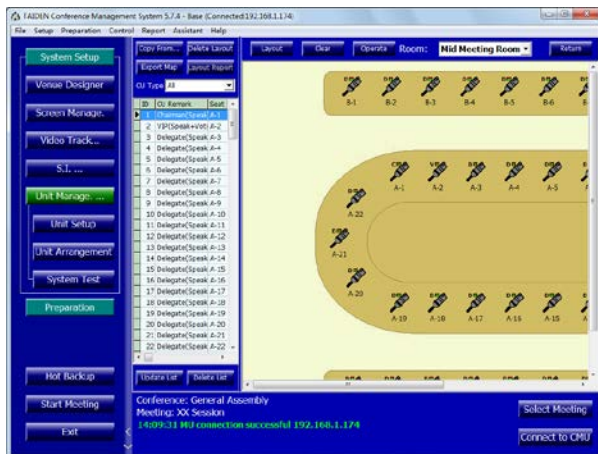 TAIDEN Conference Management System 5.7.4 - Base (Connected:192.168.1.174)
File Setup Preparation Control Report Assistant Help
System Setup
Venue Designer
Screen Manage.
Video Track...
S.I. ...
Unit Manage. ...
Unit Setup
Unit Arrangement
System Test
Preparation
Hot Backup
Start Meeting
Exit
Copy From... Delete Layout
Export Map Layout Report
CU Type All
ID CU Remark Seat
1 Chairman(Speak A-1
2 VIP(Speak+Vot A-2
3 Delegate(Speak A-3
4 Delegate(Speak A-4
5 Delegate(Speak A-5
6 Delegate(Speak A-6
7 Delegate(Speak A-7
8 Delegate(Speak A-8
9 Delegate(Speak A-9
10 Delegate(Speak A-10
11 Delegate(Speak A-11
12 Delegate(Speak A-12
13 Delegate(Speak A-13
14 Delegate(Speak A-14
15 Delegate(Speak A-15
16 Delegate(Speak A-16
17 Delegate(Speak A-17
18 Delegate(Speak A-18
19 Delegate(Speak A-19
20 Delegate(Speak A-20
21 Delegate(Speak A-21
22 Delegate(Speak A-22
Update List Delete List
Layout Clear Operate Room: Mid Meeting Room Return
B-1 B-2 B-3 B-4 B-5 B-6
A-1 A-2 A-3 A-4 A-5
A-22
A-21
A-20
A-19 A-18 A-17 A-16 A-15
Conference: General Assembly
Meeting: XX Session
14:09:31 MU connection successful 192.168.1.174
Select Meeting
Connect to CMU